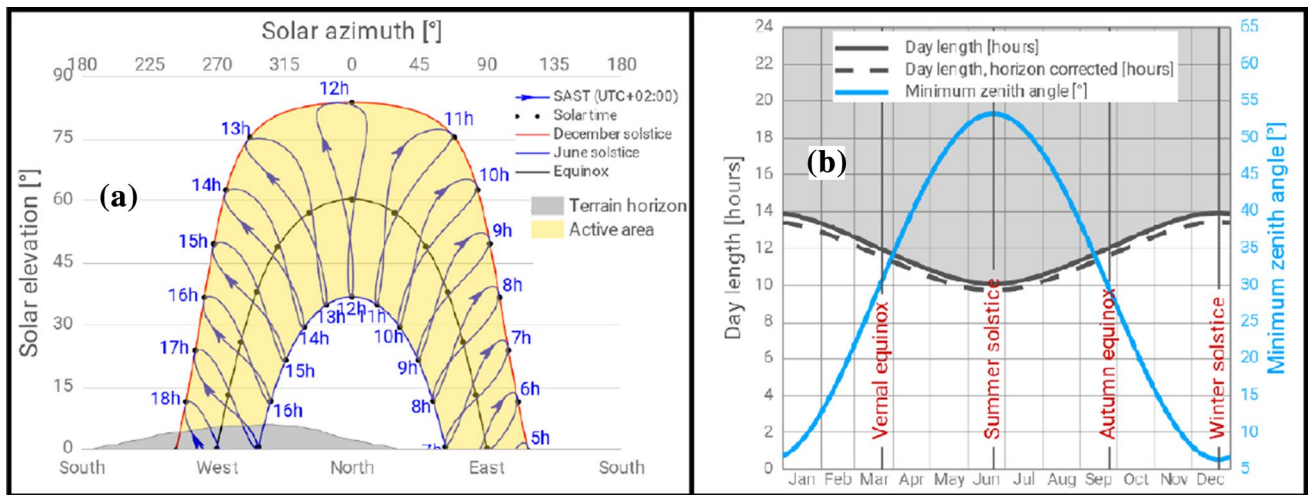 Solar azimuth [°]
180 225 270 315 0 45 90 135 180
Solar elevation [°]
90
75
60
45
30
15
0
(a)
12h
13h
11h
14h
10h
15h
9h
16h
8h
17h
7h
18h
6h
5h
13h 12h 11h
14h
10h
15h
9h
16h
8h
SAST (UTC+02:00)
Solar time
December solstice
June solstice
Equinox
Terrain horizon
Active area
South West North East South
(b)
Day length [hours]
24
22
20
18
16
14
12
10
8
6
4
2
0
Day length [hours]
Day length, horizon corrected [hours]
Minimum zenith angle [°]
Vernal equinox
Summer solstice
Autumn equinox
Winter solstice
65
60
55
50
45
40
35
30
25
20
15
10
5
Minimum zenith angle [°]
Jan Feb Mar Apr May Jun Jul Aug Sep Oct Nov Dec